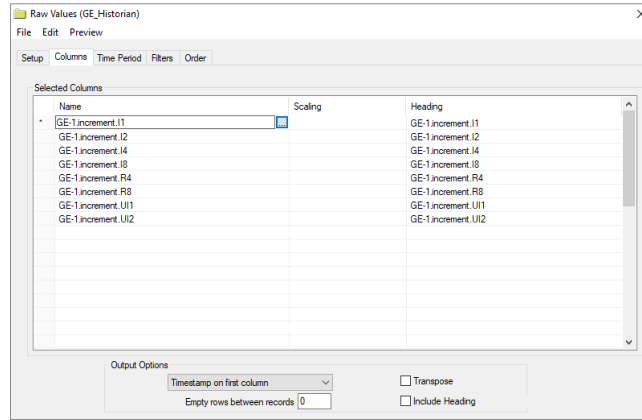 Raw Values (GE_Historian)
File Edit Preview
Setup Columns Time Period Filters Order
Selected Columns
Name Scaling Heading
* GE-1.increment.I1 ... GE-1.increment.I1
GE-1.increment.I2 GE-1.increment.I2
GE-1.increment.I4 GE-1.increment.I4
GE-1.increment.I8 GE-1.increment.I8
GE-1.increment.R4 GE-1.increment.R4
GE-1.increment.R8 GE-1.increment.R8
GE-1.increment.UI1 GE-1.increment.UI1
GE-1.increment.UI2 GE-1.increment.UI2
Output Options
Timestamp on first column Transpose
Empty rows between records 0 Include Heading